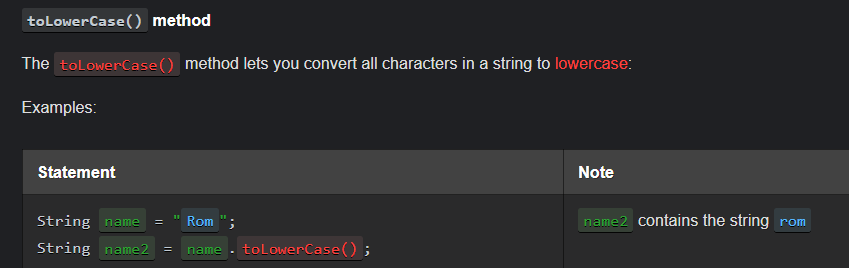 toLowerCase() method
The toLowerCase() method lets you convert all characters in a string to lowercase:
Examples:
Statement Note
String name = "Rom"; name2 contains the string rom
String name2 = name.toLowerCase();